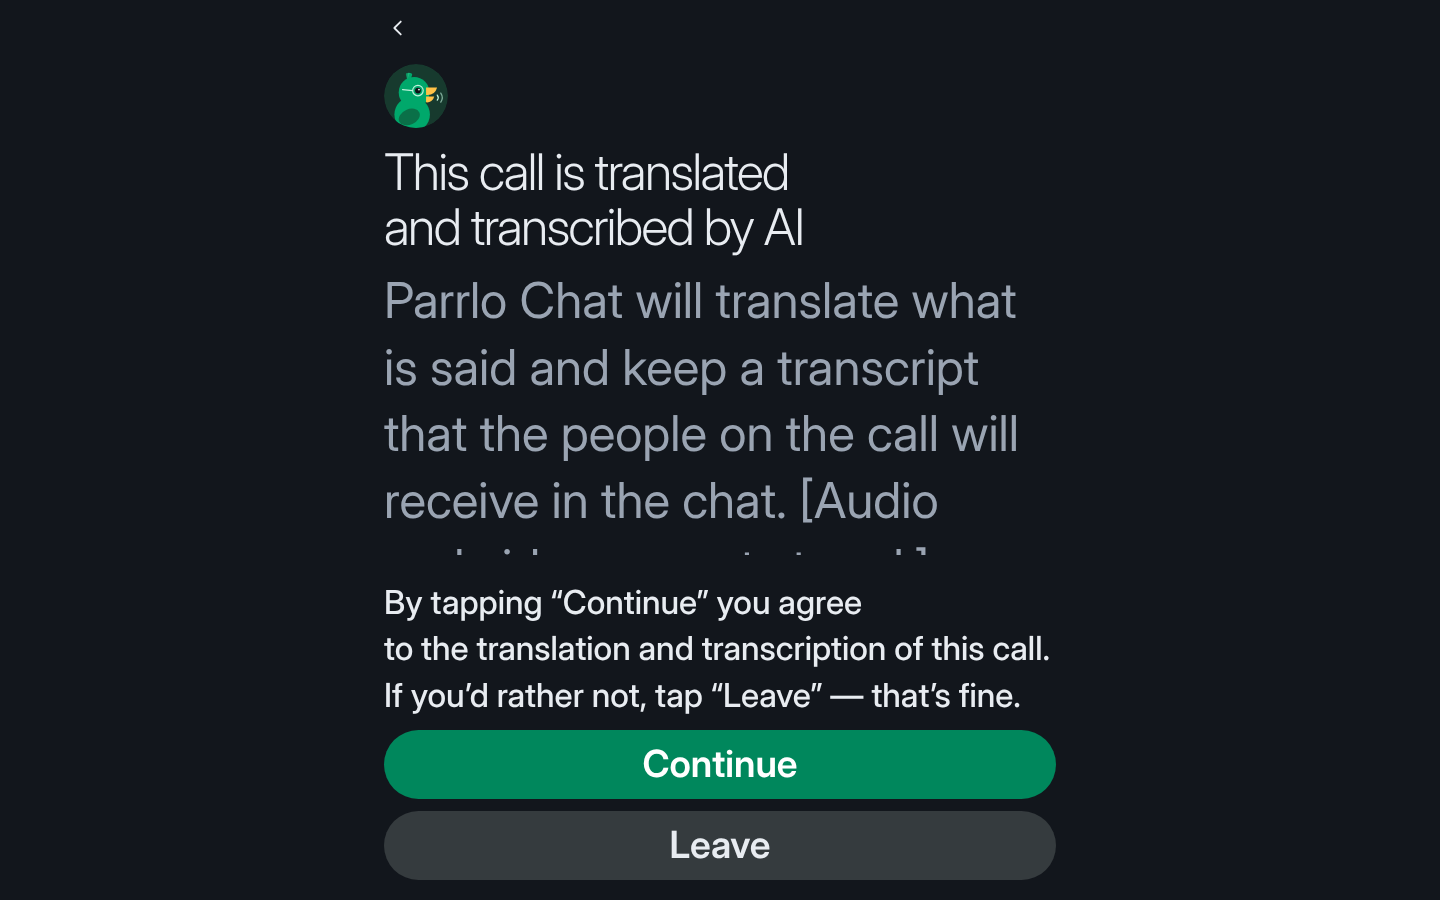 This call is translated
and transcribed by AI
Parrlo Chat will translate what
is said and keep a transcript
that the people on the call will
receive in the chat. [Audio
By tapping “Continue” you agree
to the translation and transcription of this call.
If you’d rather not, tap “Leave” — that’s fine.
Continue
Leave